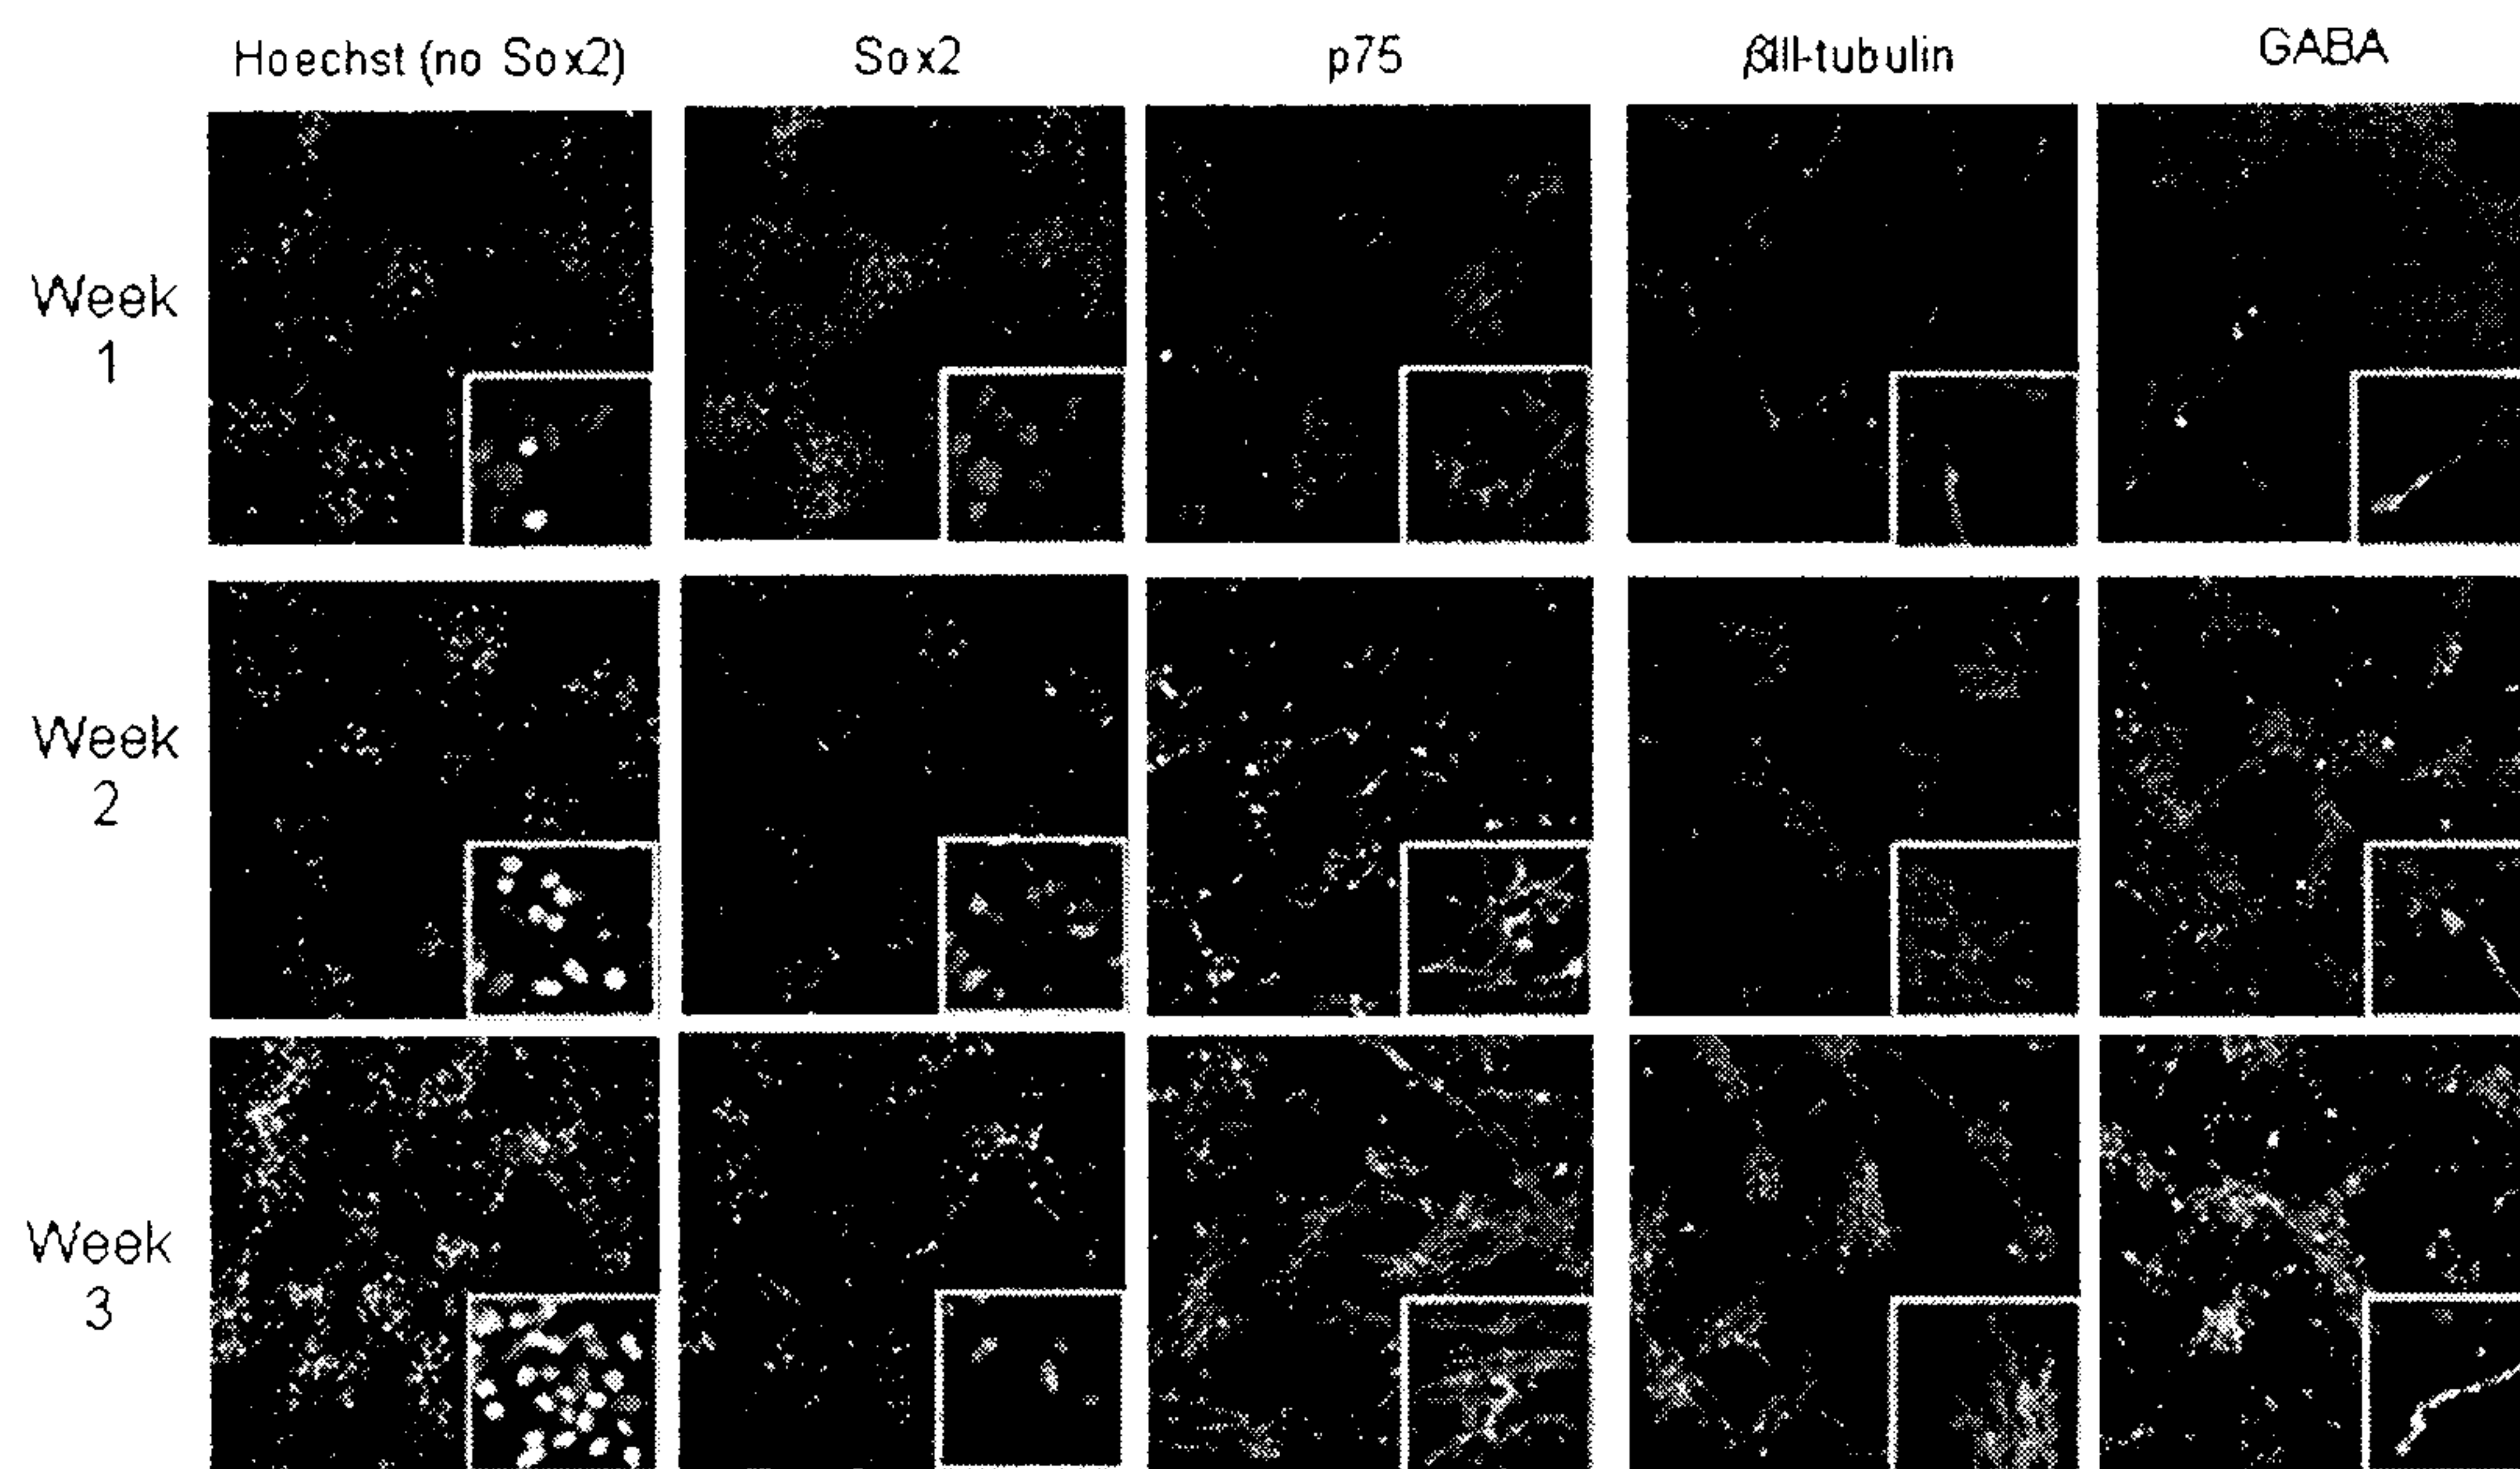 Hoechst (no Sox2) Sox2 p75 βIII-tubulin GABA
Week
1
Week
2
Week
3